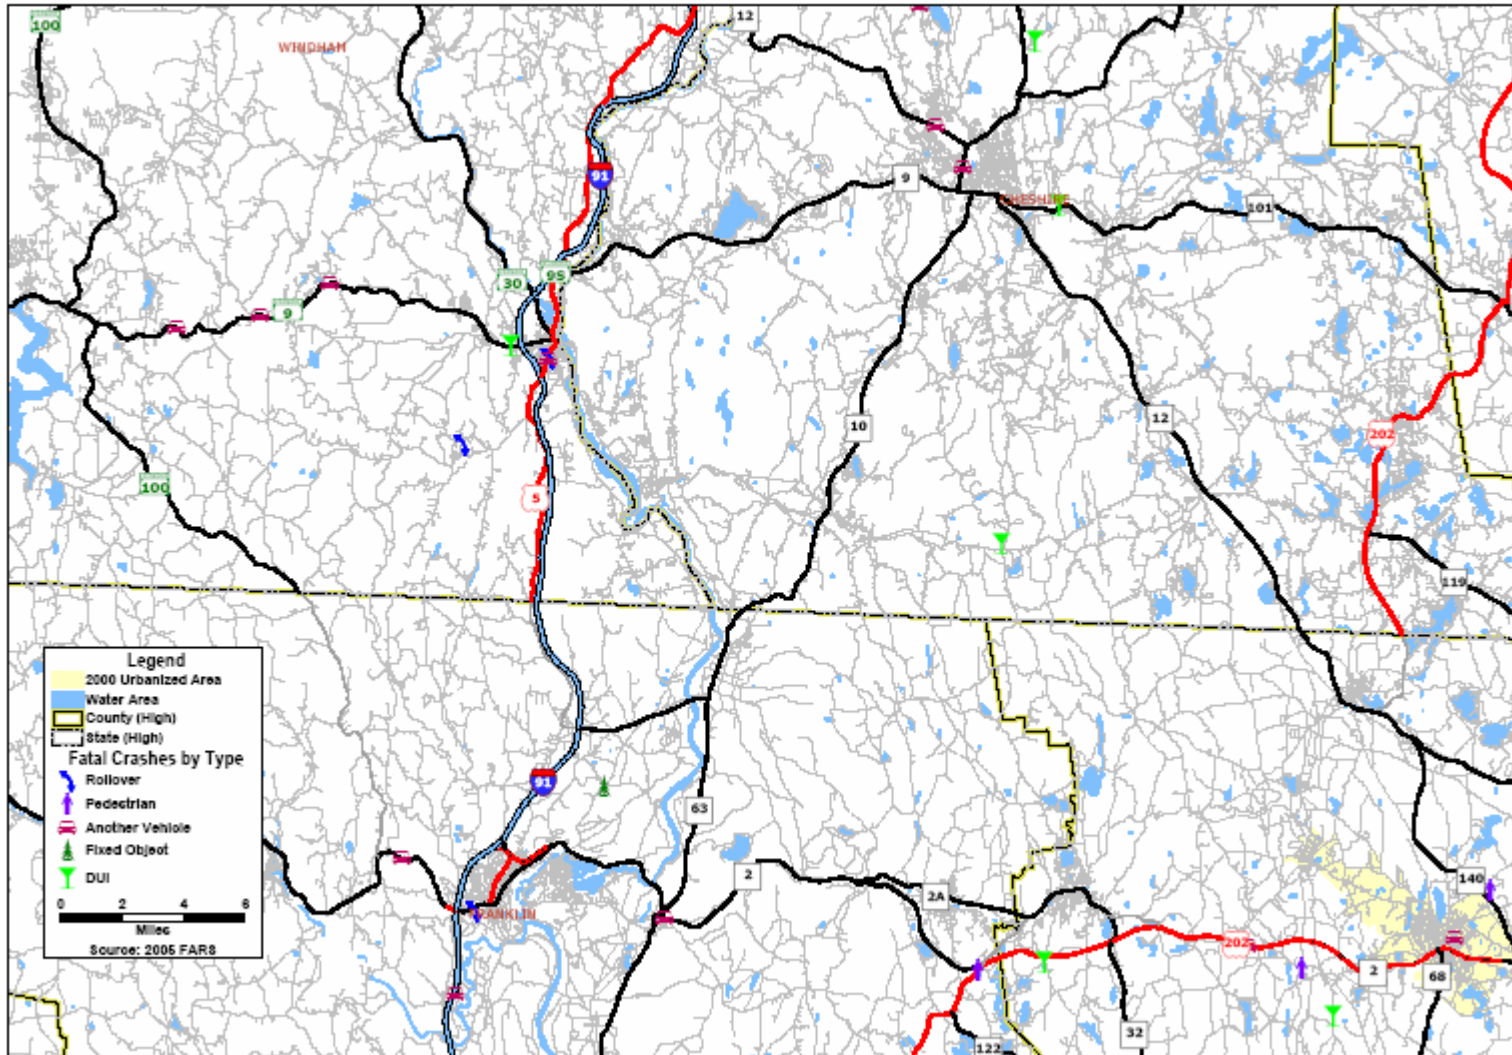 12
100
WINDHAM
91
9
CHESHIRE
101
30
9S
9
10
12
202
100
5
119
Legend
2000 Urbanized Area
Water Area
County (High)
State (High)
Fatal Crashes by Type
Rollover
Pedestrian
Another Vehicle
Fixed Object
DUI
0 2 4 6
Miles
Source: 2005 FARS
91
63
2
2A
140
FRANKLIN
202
2
68
32
122